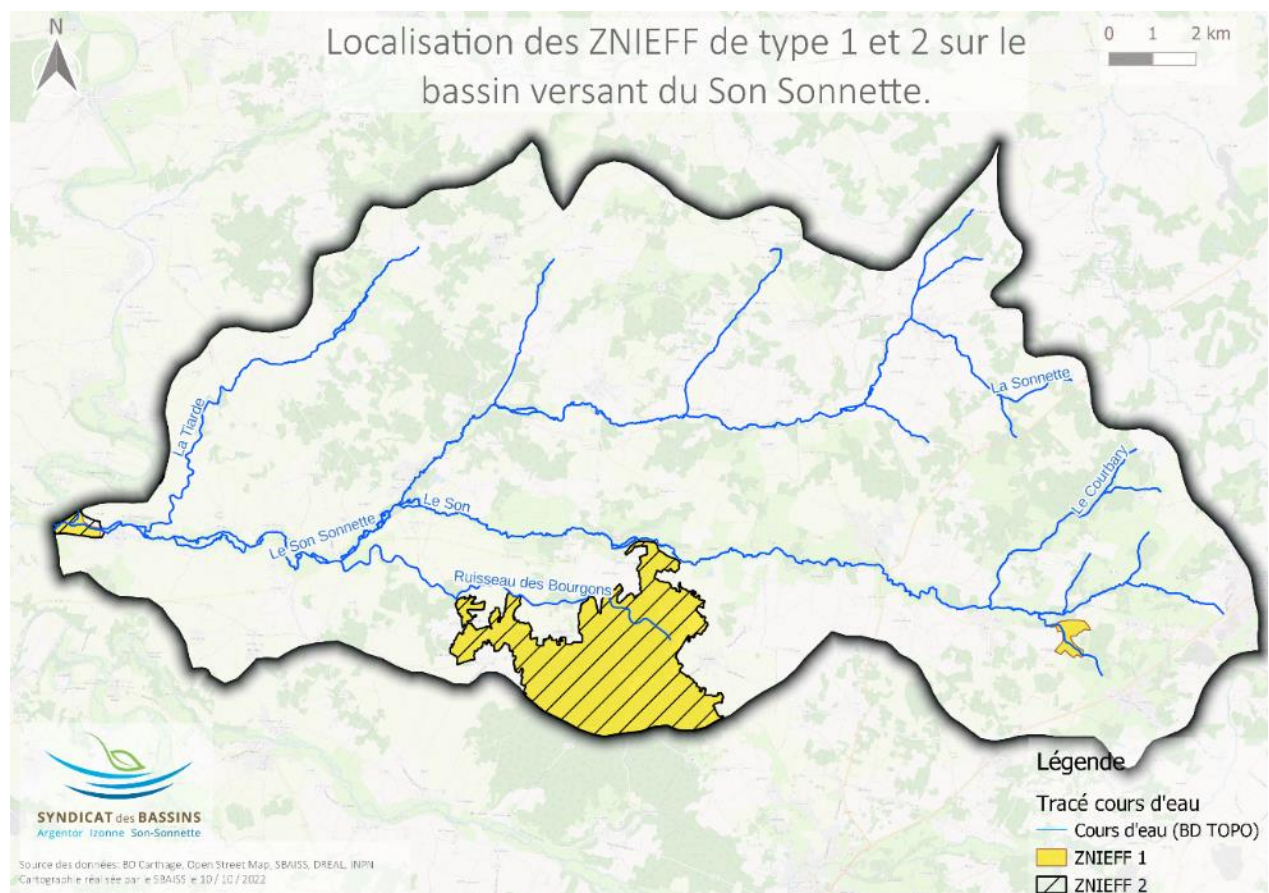 N
Localisation des ZNIEFF de type 1 et 2 sur le
bassin versant du Son Sonnette.
0 1 2 km
La Tiarde
La Sonnette
Le Courbary
Le Son
Le Son Sonnette
Ruisseau des Bourgons
SYNDICAT des BASSINS
Argentor Izonne Son-Sonnette
Source des données: BD Carthage, Open Street Map, SBAISS, DREAL, INPN
Cartographie réalisée par le SBAISS le 10 / 10 / 2022
Légende
Tracé cours d'eau
Cours d'eau (BD TOPO)
ZNIEFF 1
ZNIEFF 2